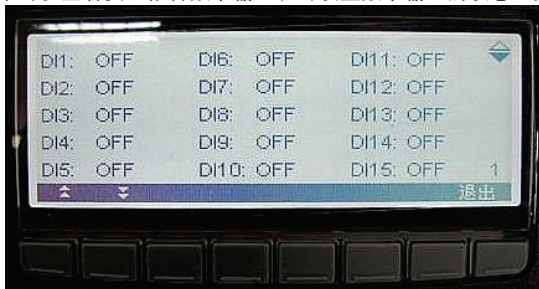 DI1: OFF DI6: OFF DI11: OFF
DI2: OFF DI7: OFF DI12: OFF
DI3: OFF DI8: OFF DI13: OFF
DI4: OFF DI9: OFF DI14: OFF
DI5: OFF DI10: OFF DI15: OFF 1
退出